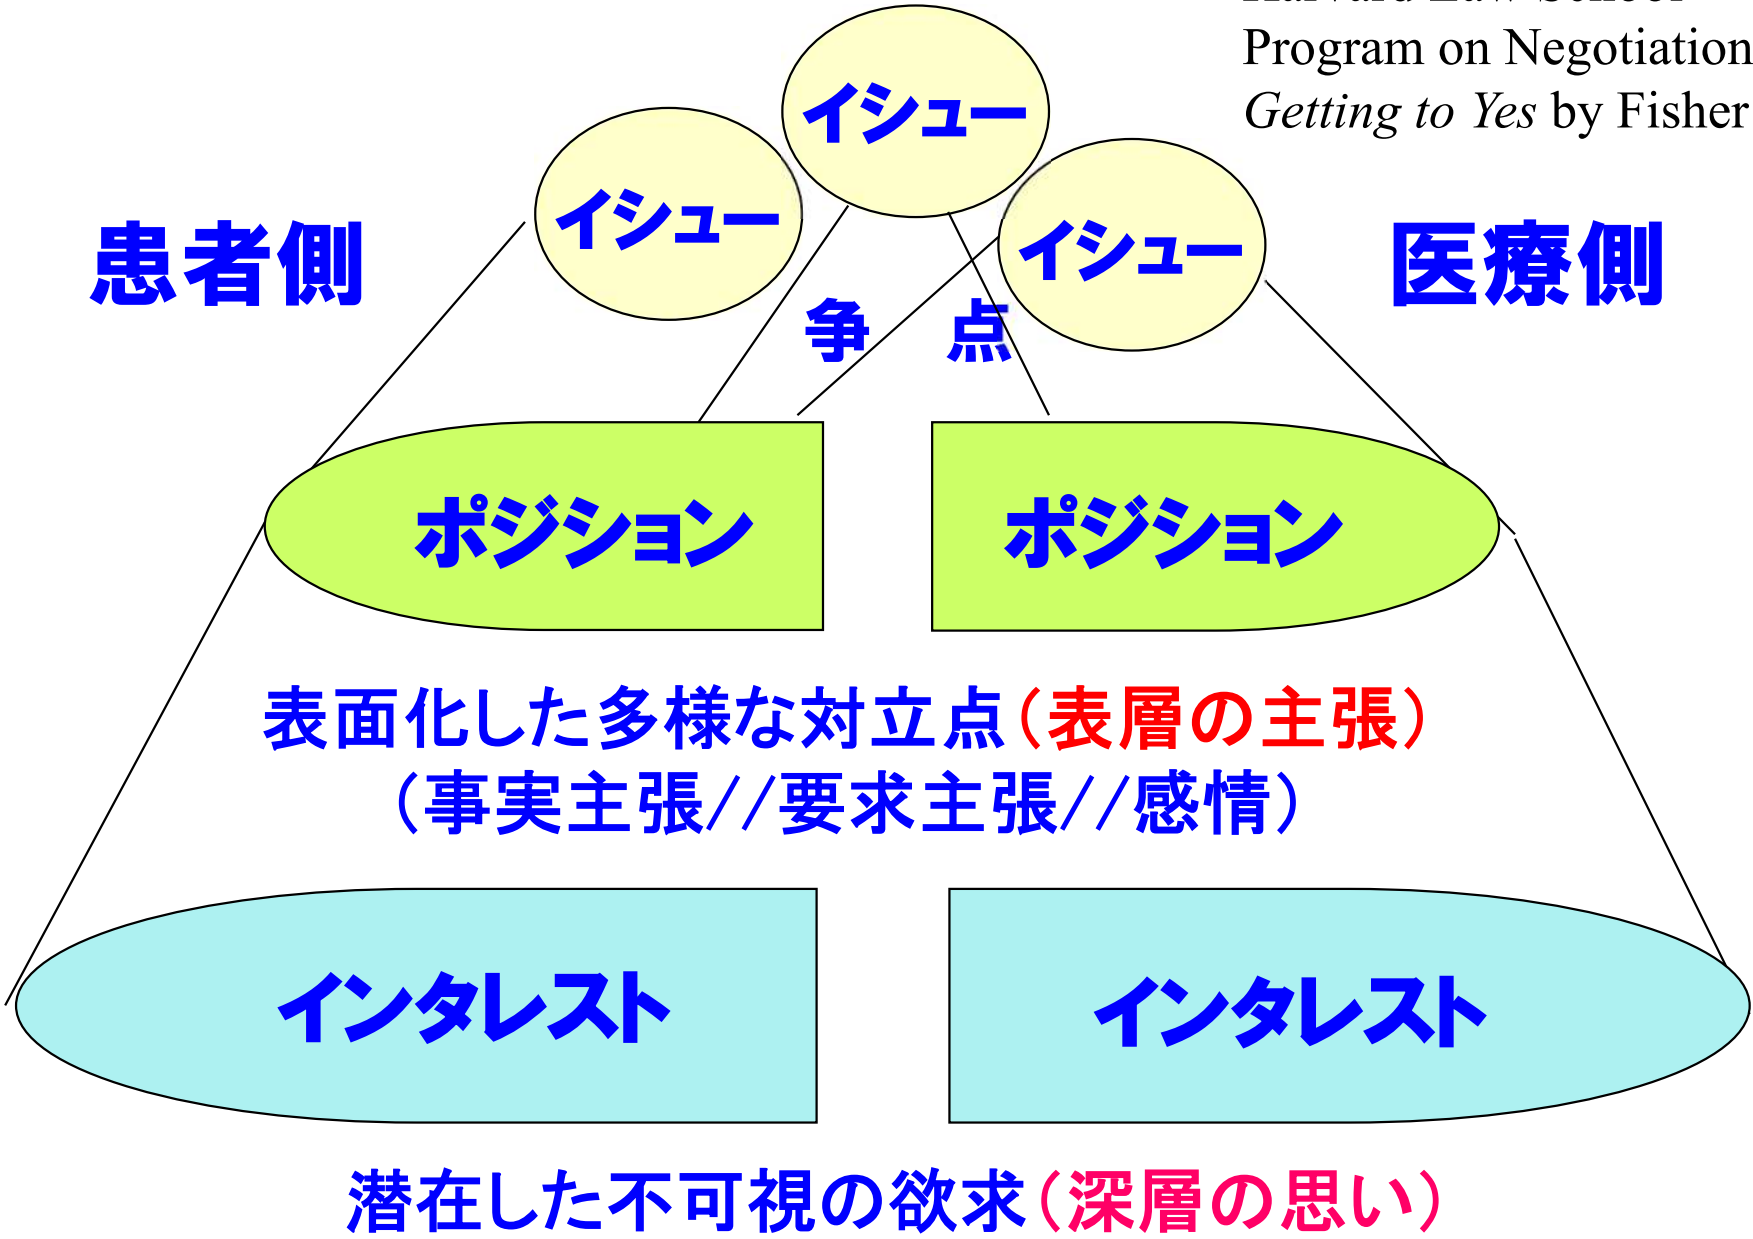 Program on Negotiation
Getting to Yes by Fisher
イシュー
イシュー
イシュー
患者側
医療側
争 点
ポジション
ポジション
表面化した多様な対立点(表層の主張)
(事実主張//要求主張//感情)
インタレスト
インタレスト
潜在した不可視の欲求(深層の思い)